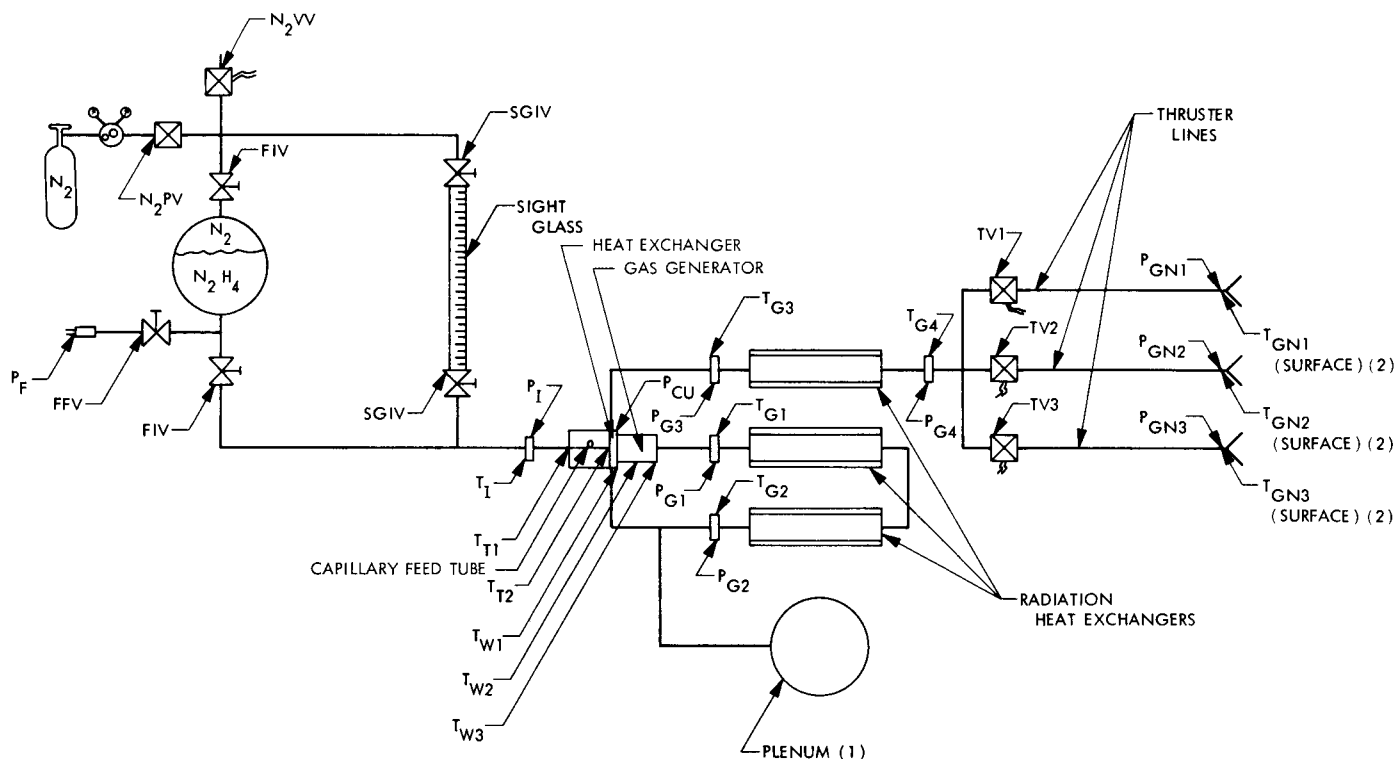 N2VV
SGIV
FIV
N2
N2PV
N2
N2H4
SIGHT
GLASS
HEAT EXCHANGER
GAS GENERATOR
THRUSTER
LINES
TV1
PGN1
TG3
TG4
TV2
PGN2
TGN1
(SURFACE) (2)
PF
FFV
FIV
SGIV
PI
PCU
PG3
TG1
PG4
TV3
PGN3
TGN2
(SURFACE) (2)
TI
PG1
TG2
TGN3
(SURFACE) (2)
TT1
CAPILLARY FEED TUBE
TT2
PG2
RADIATION
HEAT EXCHANGERS
TW1
TW2
TW3
PLENUM (1)